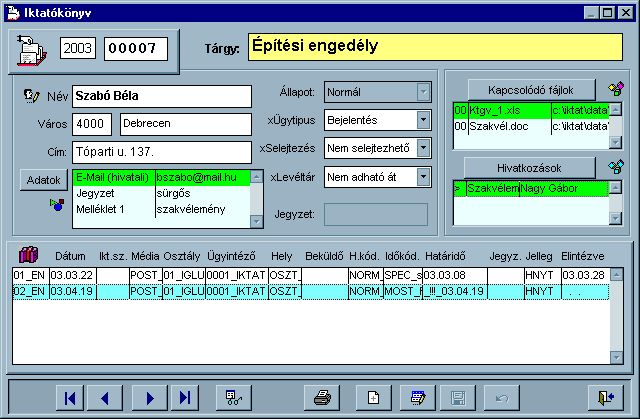 Iktatókönyv
2003 00007 Tárgy: Építési engedély
Név Szabó Béla
Város 4000 Debrecen
Cím: Tóparti u. 137.
Adatok
E-Mail (hivatali) bszabo@mail.hu
Jegyzet sürgős
Melléklet 1 szakvélemény
Állapot: Normál
xÜgytipus Bejelentés
xSelejtezés Nem selejtezhető
xLevéltár Nem adható át
Jegyzet:
Kapcsolódó fájlok
00 Ktgv_1.xls c:\iktat\data\
00 Szakvél.doc c:\iktat\data\
Hivatkozások
> Szakvélem Nagy Gábor
Dátum Ikt.sz. Média Osztály Ügyintéző Hely Beküldő H.kód. Időkód. Határidő Jegyz. Jelleg Elintézve
01_EN 03.03.22 POST_ 01_IGLU 0001_IKTAT OSZT_ NORM_ SPEC_s 03.03.08 HNYT 03.03.28
02_EN 03.04.19 POST_ 01_IGLU 0001_IKTAT OSZT_ NORM_ MOST_F _!!!_03.04.19 HNYT . .